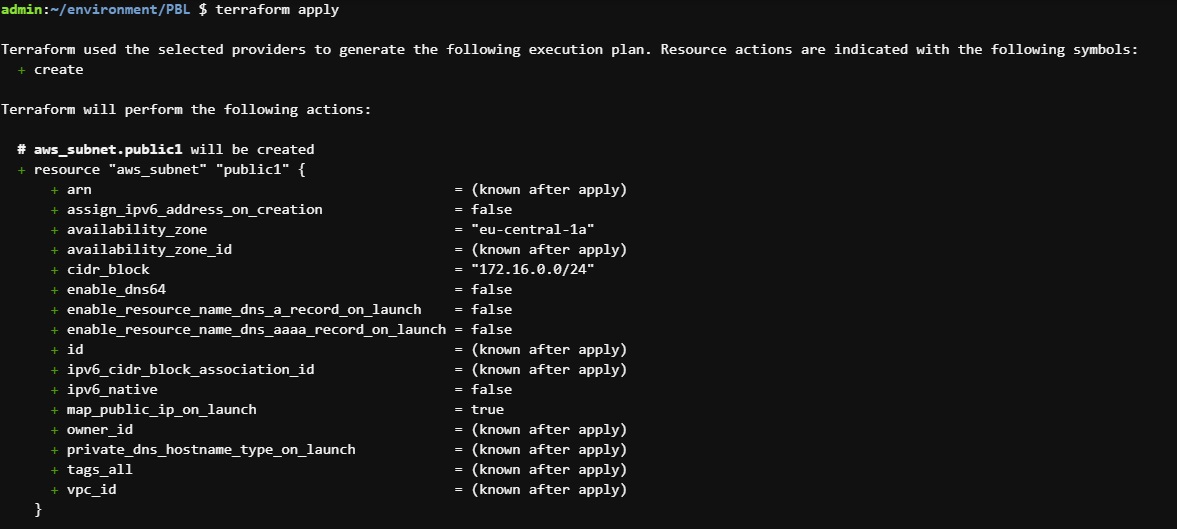 admin:~/environment/PBL $ terraform apply
Terraform used the selected providers to generate the following execution plan. Resource actions are indicated with the following symbols:
+ create
Terraform will perform the following actions:
# aws_subnet.public1 will be created
+ resource "aws_subnet" "public1" {
+ arn = (known after apply)
+ assign_ipv6_address_on_creation = false
+ availability_zone = "eu-central-1a"
+ availability_zone_id = (known after apply)
+ cidr_block = "172.16.0.0/24"
+ enable_dns64 = false
+ enable_resource_name_dns_a_record_on_launch = false
+ enable_resource_name_dns_aaaa_record_on_launch = false
+ id = (known after apply)
+ ipv6_cidr_block_association_id = (known after apply)
+ ipv6_native = false
+ map_public_ip_on_launch = true
+ owner_id = (known after apply)
+ private_dns_hostname_type_on_launch = (known after apply)
+ tags_all = (known after apply)
+ vpc_id = (known after apply)
}